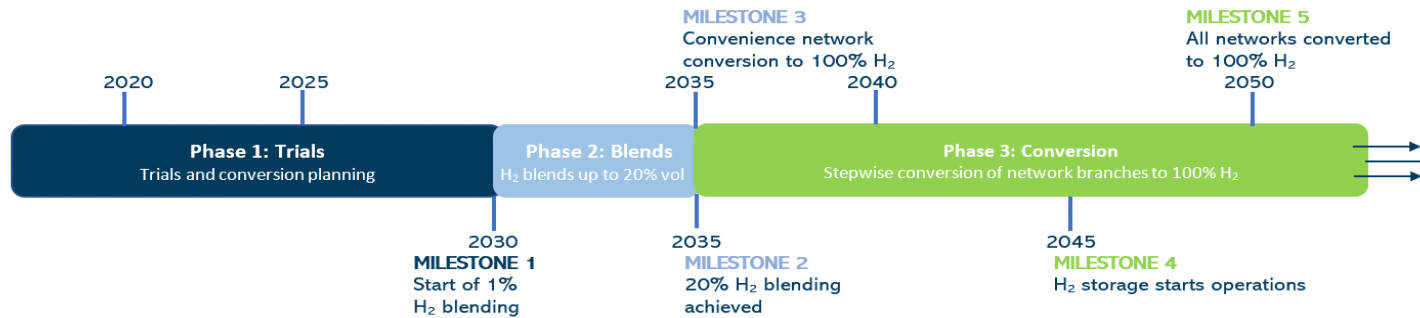 MILESTONE 3
Convenience network
conversion to 100% H₂
MILESTONE 5
All networks converted
to 100% H₂
2020
2025
2035
2040
2050
Phase 1: Trials
Trials and conversion planning
Phase 2: Blends
H₂ blends up to 20% vol
Phase 3: Conversion
Stepwise conversion of network branches to 100% H₂
2030
MILESTONE 1
Start of 1%
H₂ blending
2035
MILESTONE 2
20% H₂ blending
achieved
2045
MILESTONE 4
H₂ storage starts operations